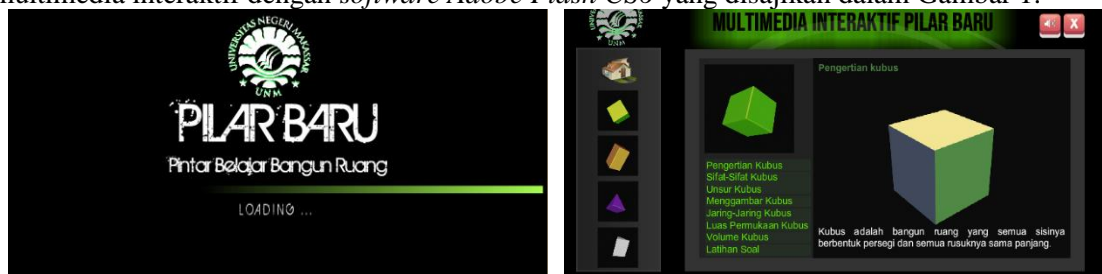 multimedia interaktif dengan software Adobe Flash CS6 yang disajikan dalam Gambar 1.
UNIVERSITAS NEGERI MAKASSAR
UNM
PILAR BARU
Pintar Belajar Bangun Ruang
LOADING ...
UNM
MULTIMEDIA INTERAKTIF PILAR BARU
X
Pengertian kubus
Pengertian Kubus
Sifat-Sifat Kubus
Unsur Kubus
Menggambar Kubus
Jaring-Jaring Kubus
Luas Permukaan Kubus
Volume Kubus
Latihan Soal
Kubus adalah bangun ruang yang semua sisinya
berbentuk persegi dan semua rusuknya sama panjang.